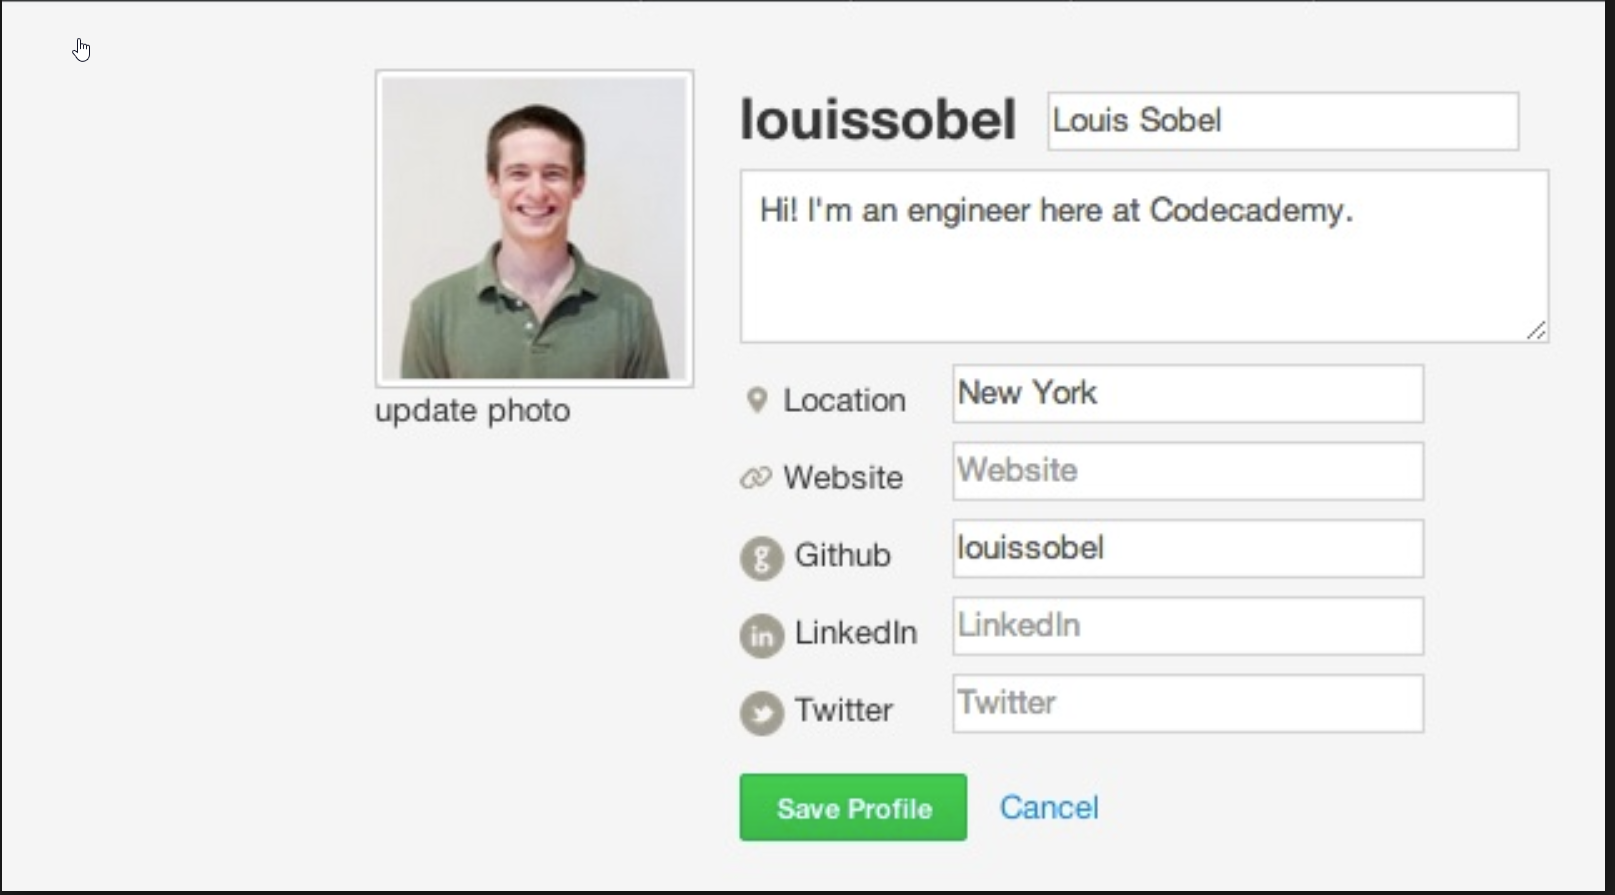 louissobel Louis Sobel
Hi! I'm an engineer here at Codecademy.
update photo
Location New York
Website Website
g Github louissobel
in LinkedIn LinkedIn
Twitter Twitter
Save Profile Cancel